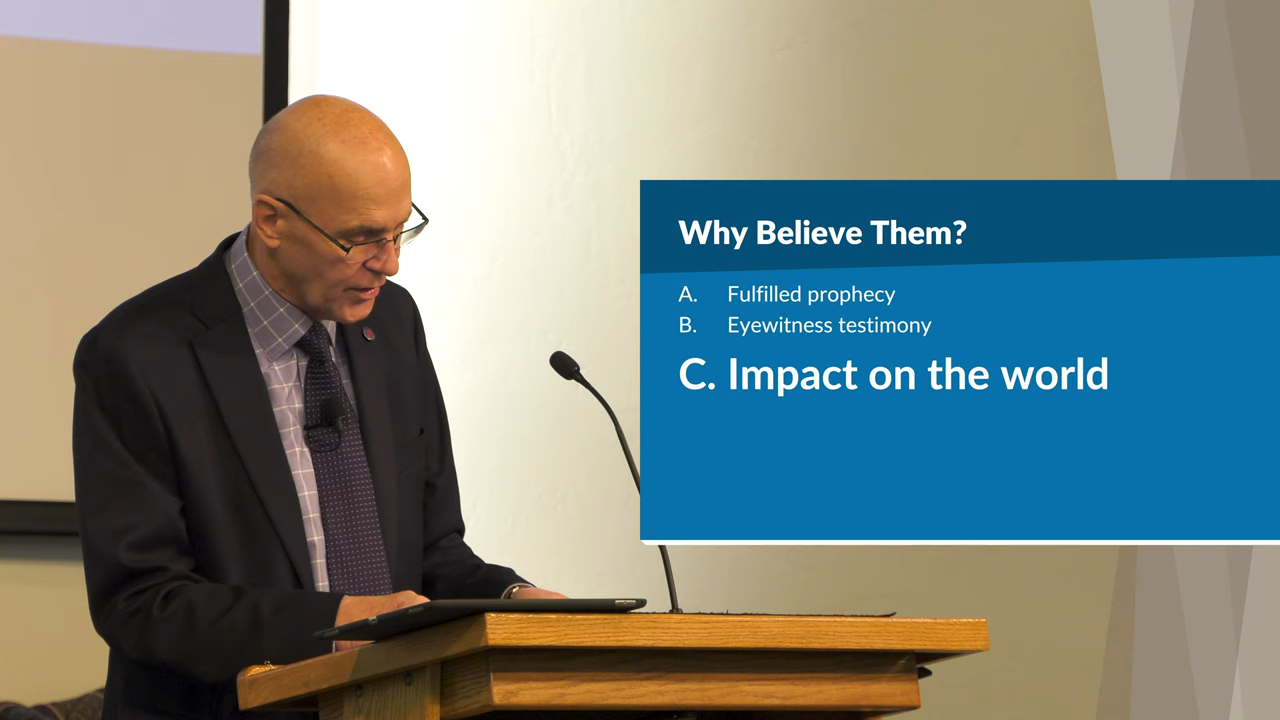 Why Believe Them?
A. Fulfilled prophecy
B. Eyewitness testimony
C. Impact on the world